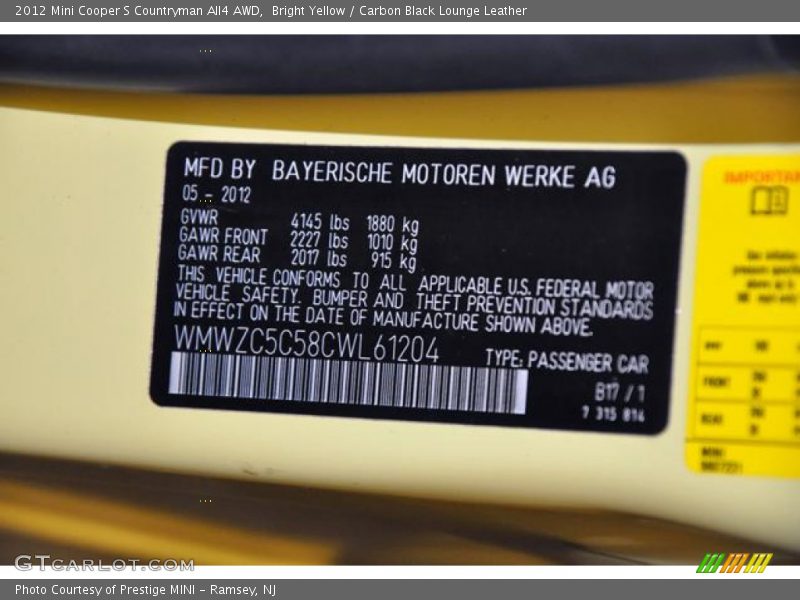 2012 Mini Cooper S Countryman All4 AWD,  Bright Yellow / Carbon Black Lounge Leather
MFD BY BAYERISCHE MOTOREN WERKE AG
05 - 2012
GVWR 4145 lbs 1880 kg
GAWR FRONT 2227 lbs 1010 kg
GAWR REAR 2017 lbs 915 kg
THIS VEHICLE CONFORMS TO ALL APPLICABLE U.S. FEDERAL MOTOR
VEHICLE SAFETY. BUMPER AND THEFT PREVENTION STANDARDS
IN EFFECT ON THE DATE OF MANUFACTURE SHOWN ABOVE.
WMWZC5C58CWL61204
TYPE: PASSENGER CAR
B17 / 1
7 315 814
IMPORTAN
GTCARLOT.COM
Photo Courtesy of Prestige MINI - Ramsey, NJ